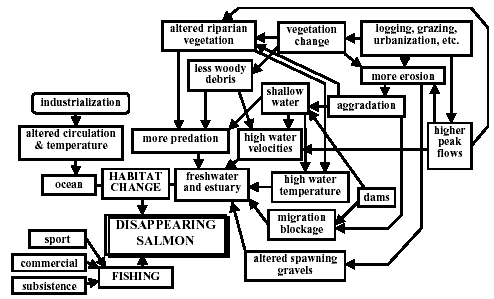 altered riparian
vegetation
vegetation
change
logging, grazing,
urbanization, etc.
less woody
debris
more erosion
shallow
water
aggradation
industrialization
altered circulation
& temperature
more predation
high water
velocities
higher
peak
flows
ocean
HABITAT
CHANGE
freshwater
and estuary
high water
temperature
dams
DISAPPEARING
SALMON
migration
blockage
sport
commercial
subsistence
FISHING
altered spawning
gravels